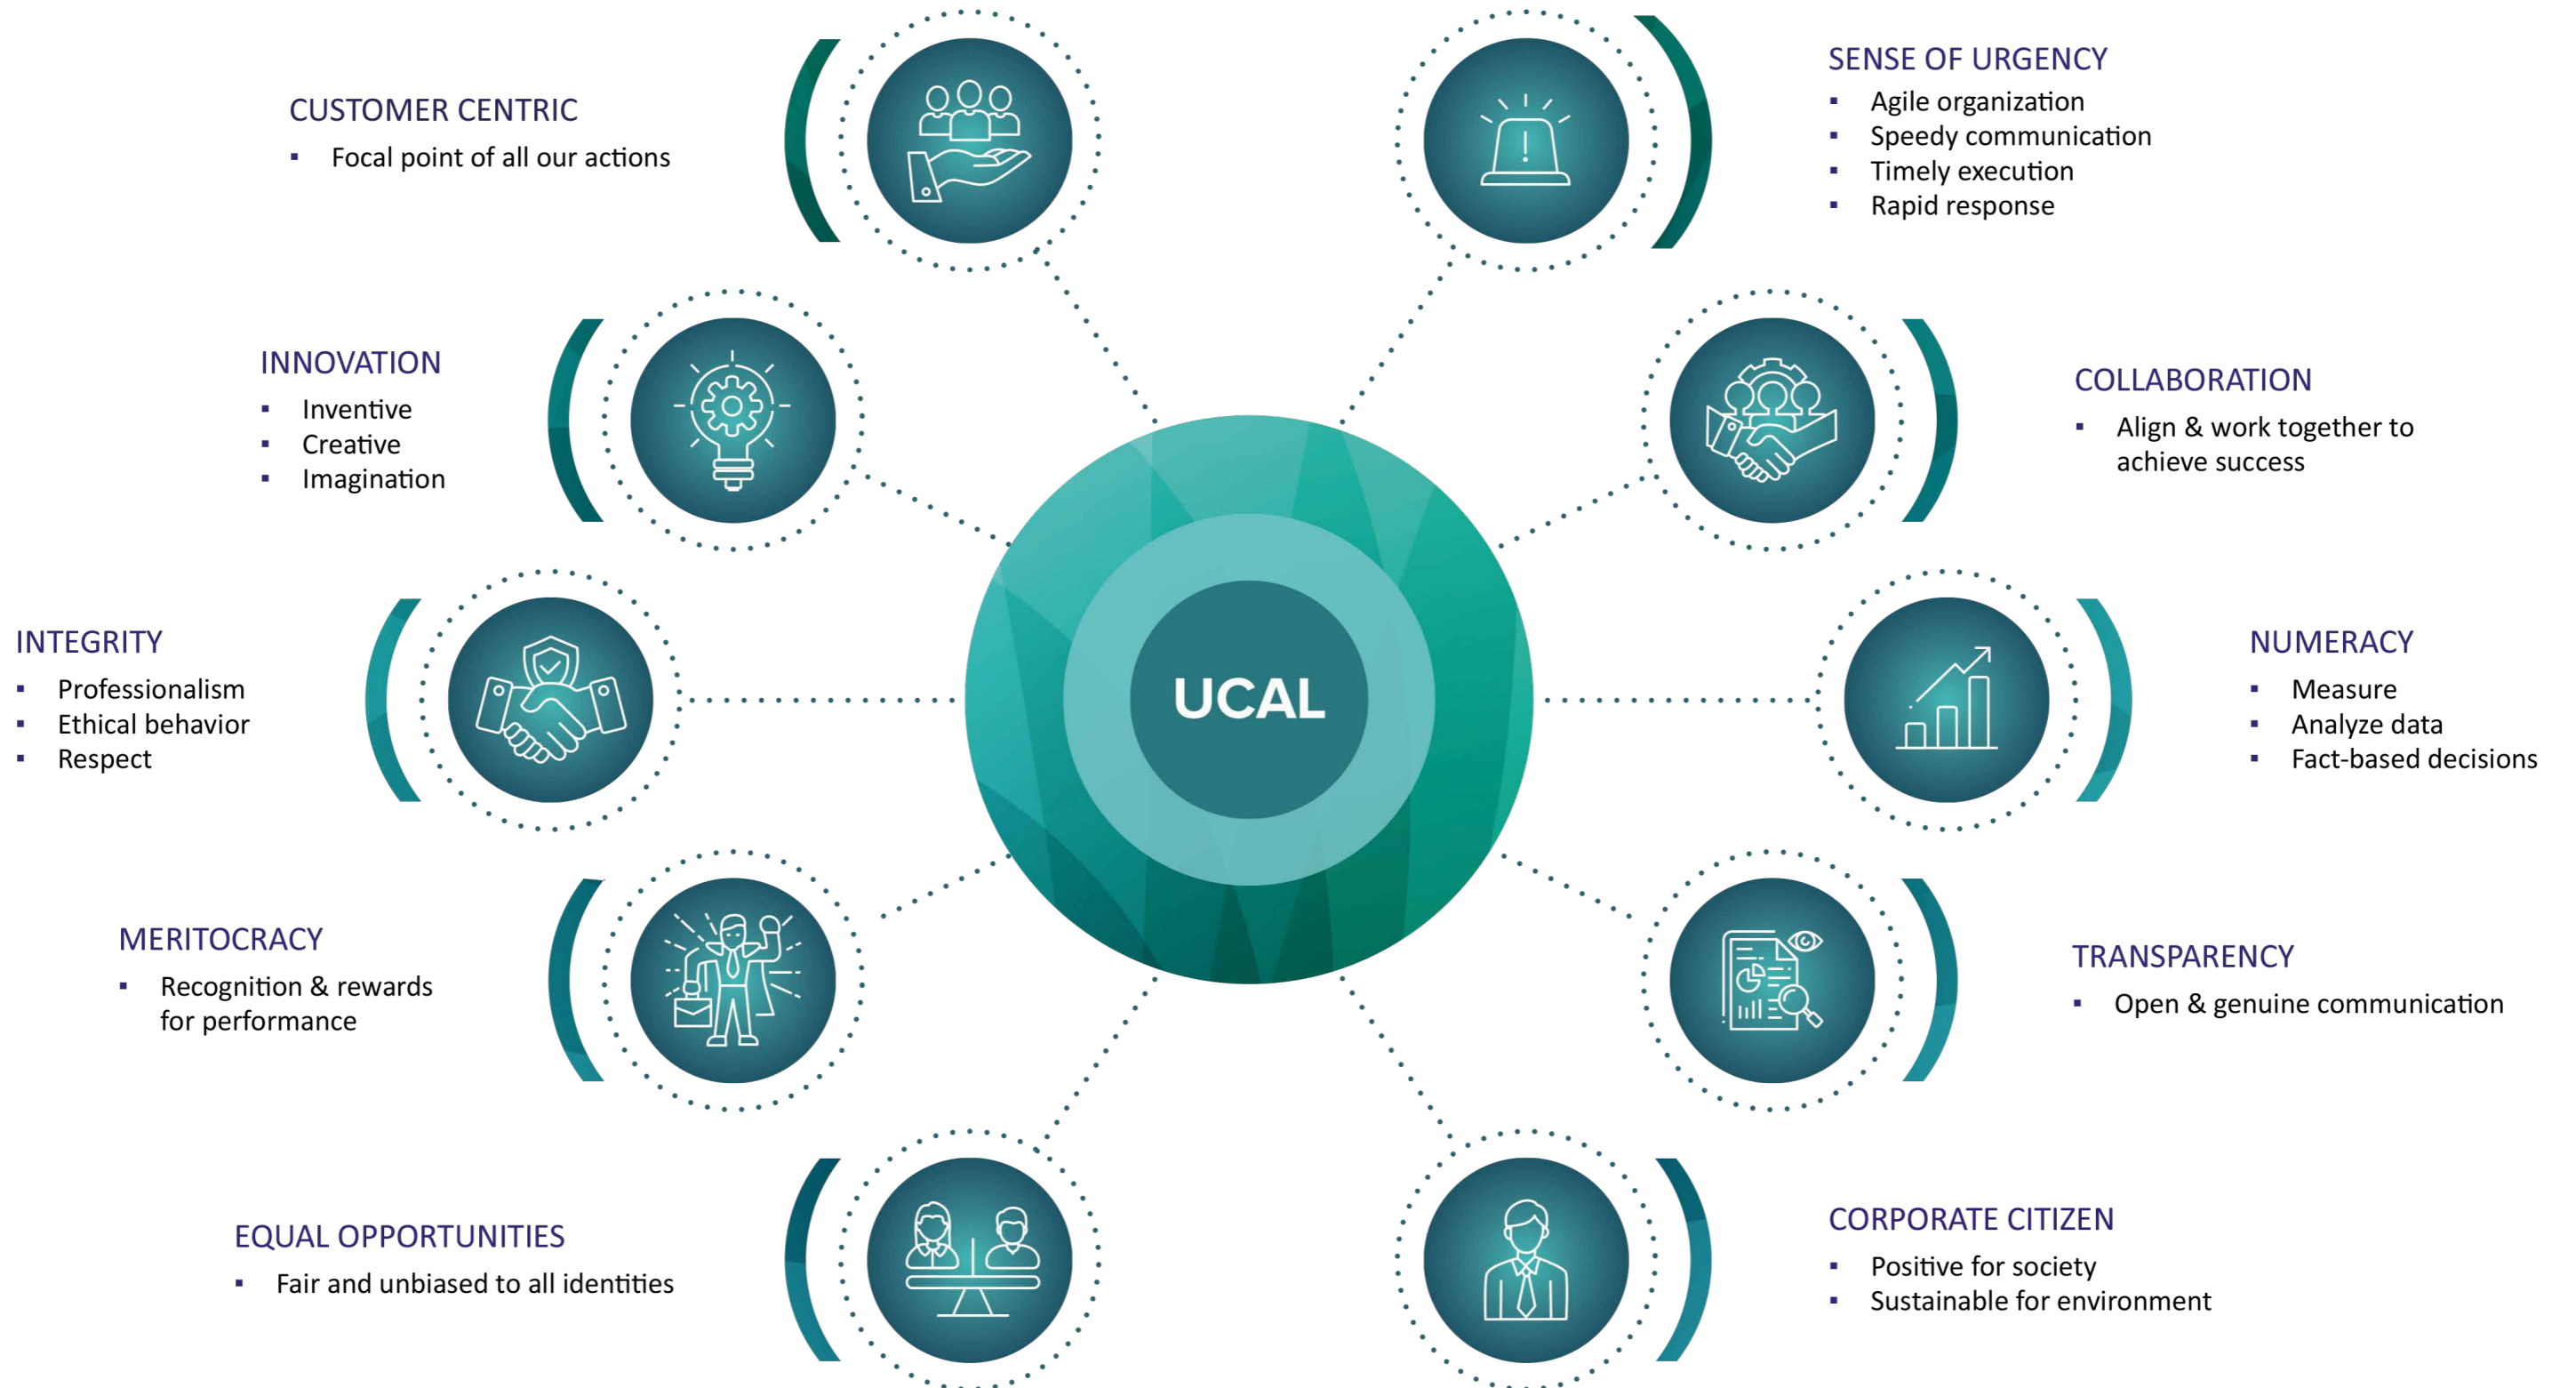 CUSTOMER CENTRIC
▪ Focal point of all our actions
INNOVATION
▪ Inventive
▪ Creative
▪ Imagination
INTEGRITY
▪ Professionalism
▪ Ethical behavior
▪ Respect
MERITOCRACY
▪ Recognition & rewards
for performance
EQUAL OPPORTUNITIES
▪ Fair and unbiased to all identities
UCAL
SENSE OF URGENCY
▪ Agile organization
▪ Speedy communication
▪ Timely execution
▪ Rapid response
COLLABORATION
▪ Align & work together to
achieve success
NUMERACY
▪ Measure
▪ Analyze data
▪ Fact-based decisions
TRANSPARENCY
▪ Open & genuine communication
CORPORATE CITIZEN
▪ Positive for society
▪ Sustainable for environment